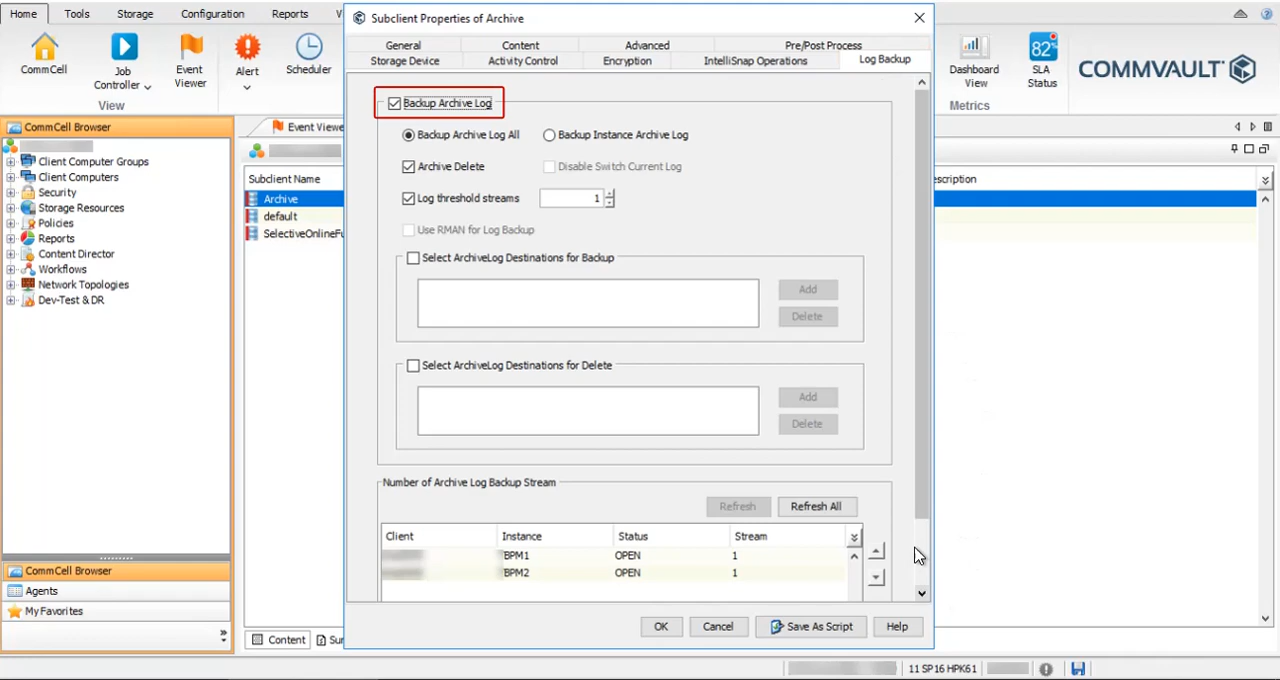 Home Tools Storage Configuration Reports
Subclient Properties of Archive
CommCell
Job Controller
Event Viewer
Alert
Scheduler
View
Dashboard View
82%
SLA Status
Metrics
COMMVAULT
CommCell Browser
Client Computer Groups
Client Computers
Security
Storage Resources
Policies
Reports
Content Director
Workflows
Network Topologies
Dev-Test & DR
CommCell Browser
Agents
My Favorites
Event Viewe
Subclient Name
escription
Archive
default
SelectiveOnlineFu
Content Sur
General Content Advanced Pre/Post Process
Storage Device Activity Control Encryption IntelliSnap Operations Log Backup
Backup Archive Log
Backup Archive Log All Backup Instance Archive Log
Archive Delete Disable Switch Current Log
Log threshold streams 1
Use RMAN for Log Backup
Select ArchiveLog Destinations for Backup
Add
Delete
Select ArchiveLog Destinations for Delete
Add
Delete
Number of Archive Log Backup Stream
Refresh Refresh All
Client Instance Status Stream
BPM1 OPEN 1
BPM2 OPEN 1
OK Cancel Save As Script Help
11 SP16 HPK61